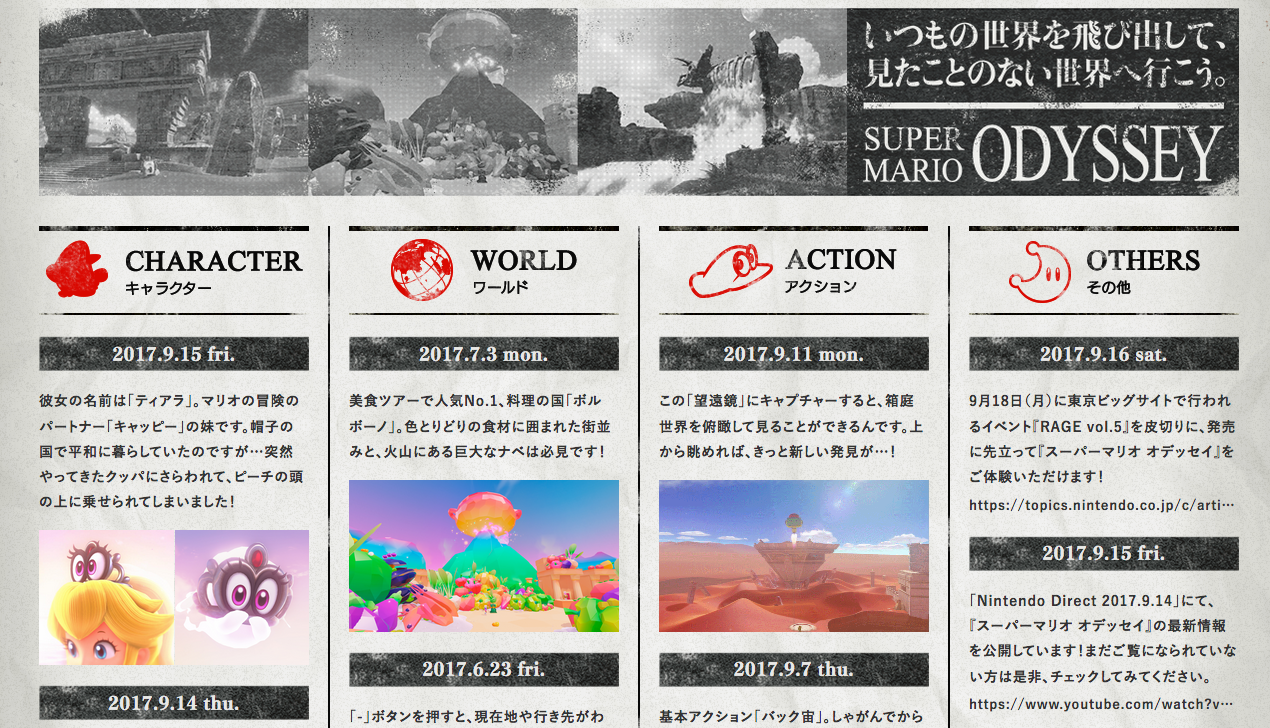 いつもの世界を飛び出して、
見たことのない世界へ行こう。
SUPER
MARIO
ODYSSEY
CHARACTER
キャラクター
2017.9.15 fri.
彼女の名前は「ティアラ」。マリオの冒険の
パートナー「キャッピー」の妹です。帽子の
国で平和に暮らしていたのですが…突然
やってきたクッパにさらわれて、ピーチの頭
の上に乗せられてしまいました！
2017.9.14 thu.
WORLD
ワールド
2017.7.3 mon.
美食ツアーで人気No.1、料理の国「ボル
ボーノ」。色とりどりの食材に囲まれた街並
みと、火山にある巨大なナベは必見です！
2017.6.23 fri.
「-」ボタンを押すと、現在地や行き先がわ
ACTION
アクション
2017.9.11 mon.
この「望遠鏡」にキャプチャーすると、箱庭
世界を俯瞰して見ることができるんです。上
から眺めれば、きっと新しい発見が…！
2017.9.7 thu.
基本アクション「バック宙」。しゃがんでから
OTHERS
その他
2017.9.16 sat.
9月18日（月）に東京ビッグサイトで行われ
るイベント『RAGE vol.5』を皮切りに、発売
に先立って『スーパーマリオ オデッセイ』を
ご体験いただけます！
https://topics.nintendo.co.jp/c/arti…
2017.9.15 fri.
「Nintendo Direct 2017.9.14」にて、
『スーパーマリオ オデッセイ』の最新情報
を公開しています！まだご覧になられていな
い方は是非、チェックしてみてください。
https://www.youtube.com/watch?v…